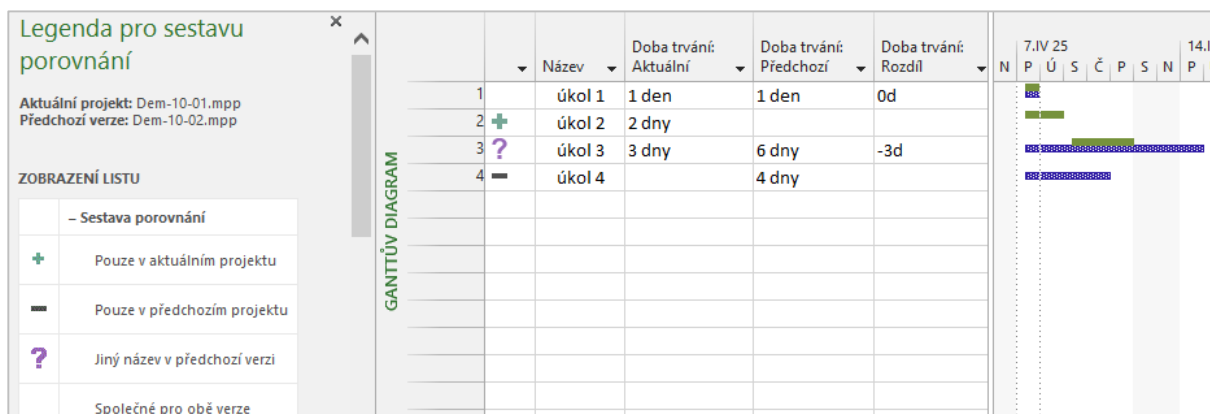 Legenda pro sestavu
porovnání
Aktuální projekt: Dem-10-01.mpp
Předchozí verze: Dem-10-02.mpp
ZOBRAZENÍ LISTU
– Sestava porovnání
Pouze v aktuálním projektu
Pouze v předchozím projektu
? Jiný název v předchozí verzi
Společné pro obě verze
GANTTŮV DIAGRAM
Název Doba trvání: Aktuální Doba trvání: Předchozí Doba trvání: Rozdíl
1 úkol 1 1 den 1 den 0d
2 + úkol 2 2 dny
3 ? úkol 3 3 dny 6 dny -3d
4 – úkol 4 4 dny
7.IV 25 14.I
N P Ú S Č P S N P